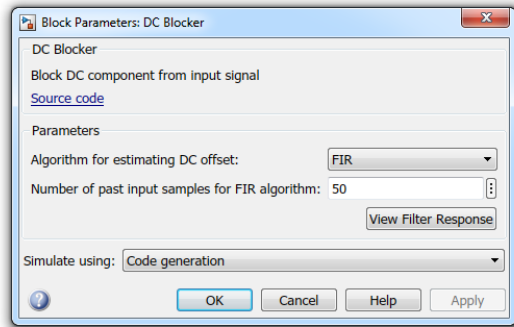 Block Parameters: DC Blocker
DC Blocker
Block DC component from input signal
Source code
Parameters
Algorithm for estimating DC offset: FIR
Number of past input samples for FIR algorithm: 50
View Filter Response
Simulate using: Code generation
OK Cancel Help Apply